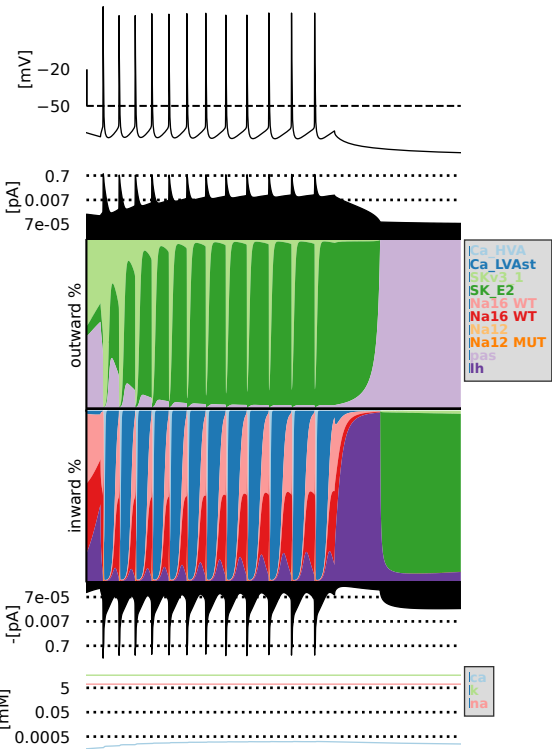 [mV]
−20
−50
[pA]
0.7
0.007
7e-05
outward %
Ca_HVA
Ca_LVAst
SKv3_1
SK_E2
Na16 WT
Na16 WT
Na12
Na12 MUT
pas
Ih
inward %
-[pA]
7e-05
0.007
0.7
[mM]
5
0.05
0.0005
ca
k
na